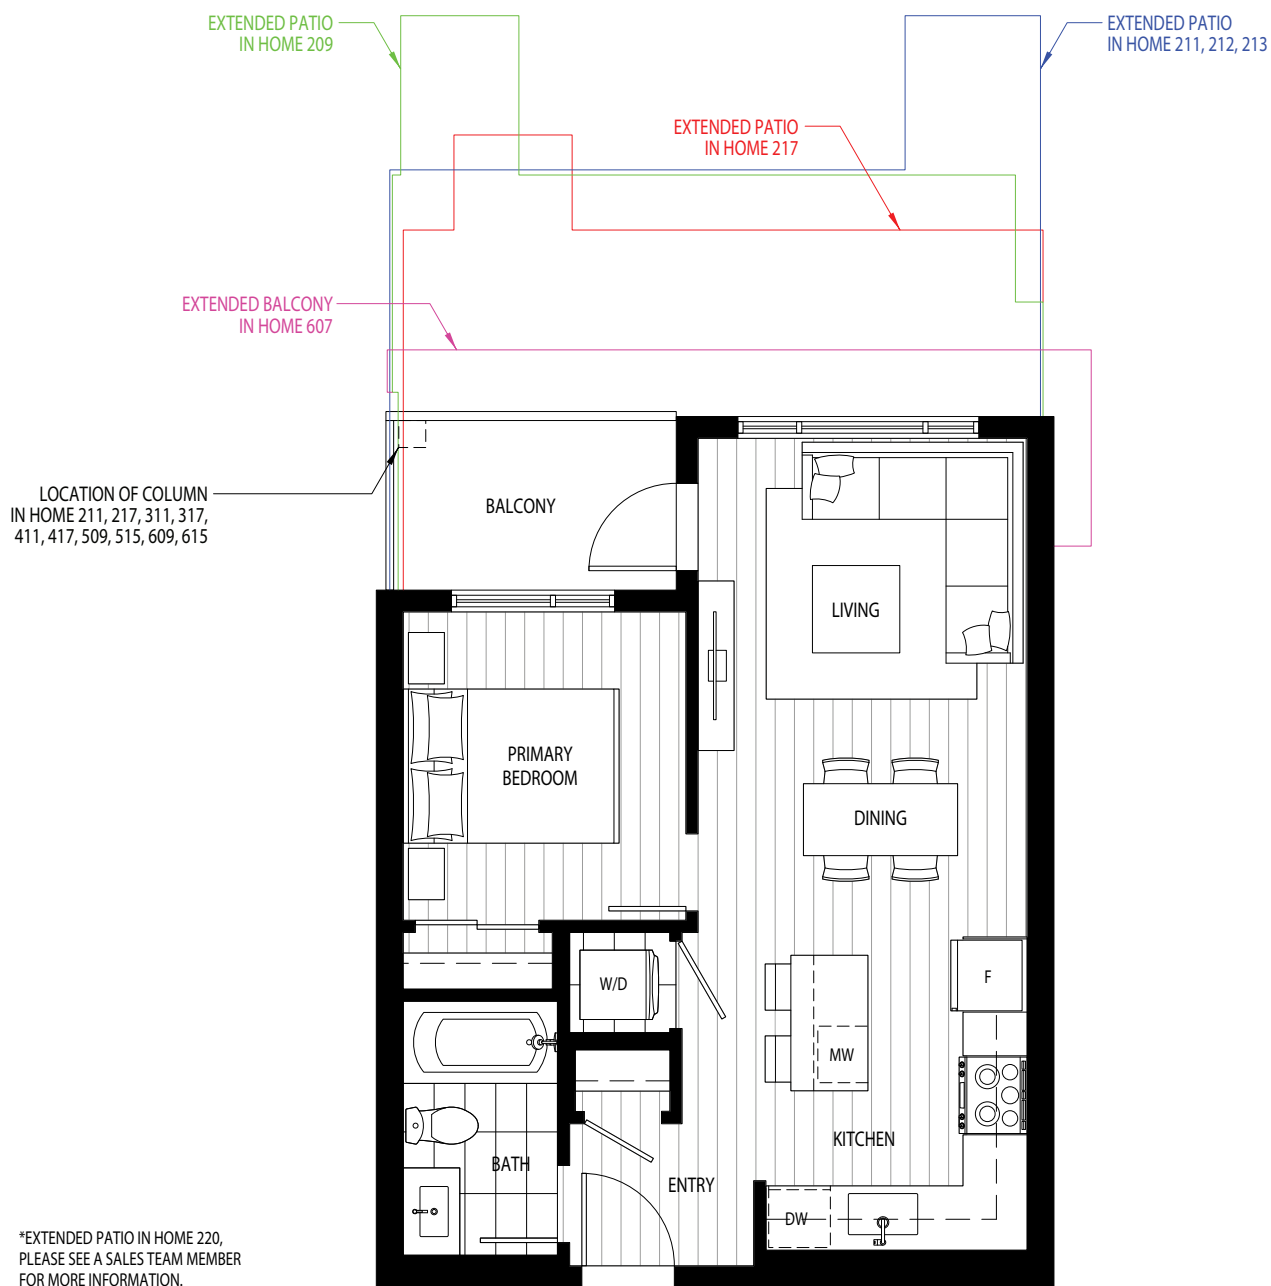 EXTENDED PATIO
IN HOME 209
EXTENDED PATIO
IN HOME 211, 212, 213
EXTENDED PATIO
IN HOME 217
EXTENDED BALCONY
IN HOME 607
LOCATION OF COLUMN
IN HOME 211, 217, 311, 317,
411, 417, 509, 515, 609, 615
BALCONY
LIVING
PRIMARY
BEDROOM
DINING
W/D
F
MW
KITCHEN
BATH
ENTRY
DW
*EXTENDED PATIO IN HOME 220,
PLEASE SEE A SALES TEAM MEMBER
FOR MORE INFORMATION.